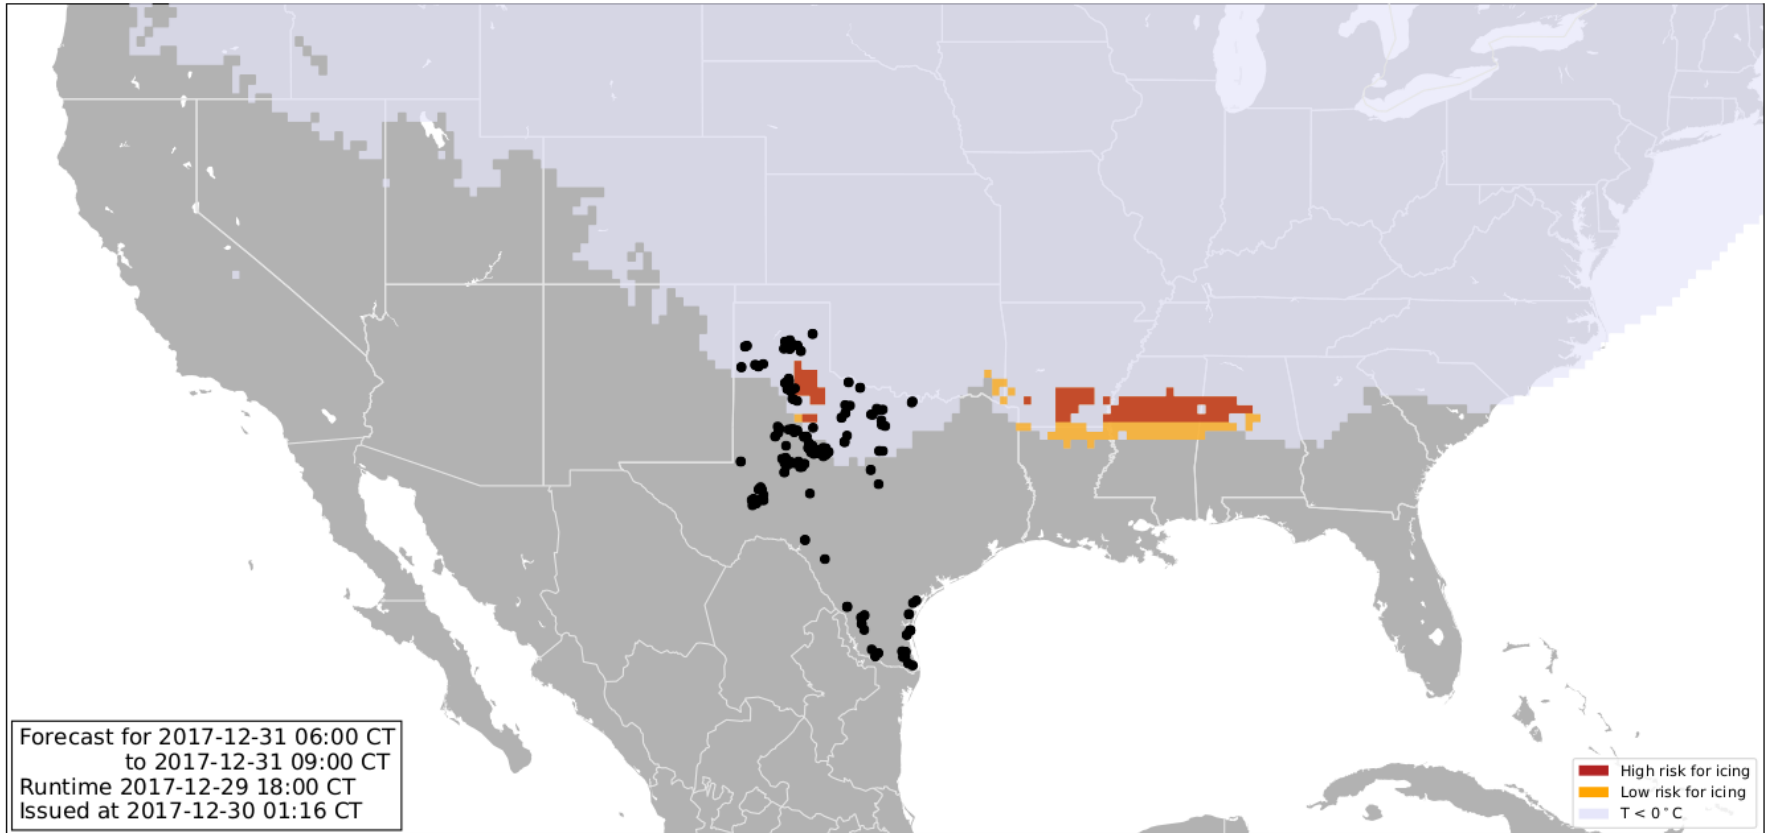 Forecast for 2017-12-31 06:00 CT
to 2017-12-31 09:00 CT
Runtime 2017-12-29 18:00 CT
Issued at 2017-12-30 01:16 CT
High risk for icing
Low risk for icing
T < 0°C